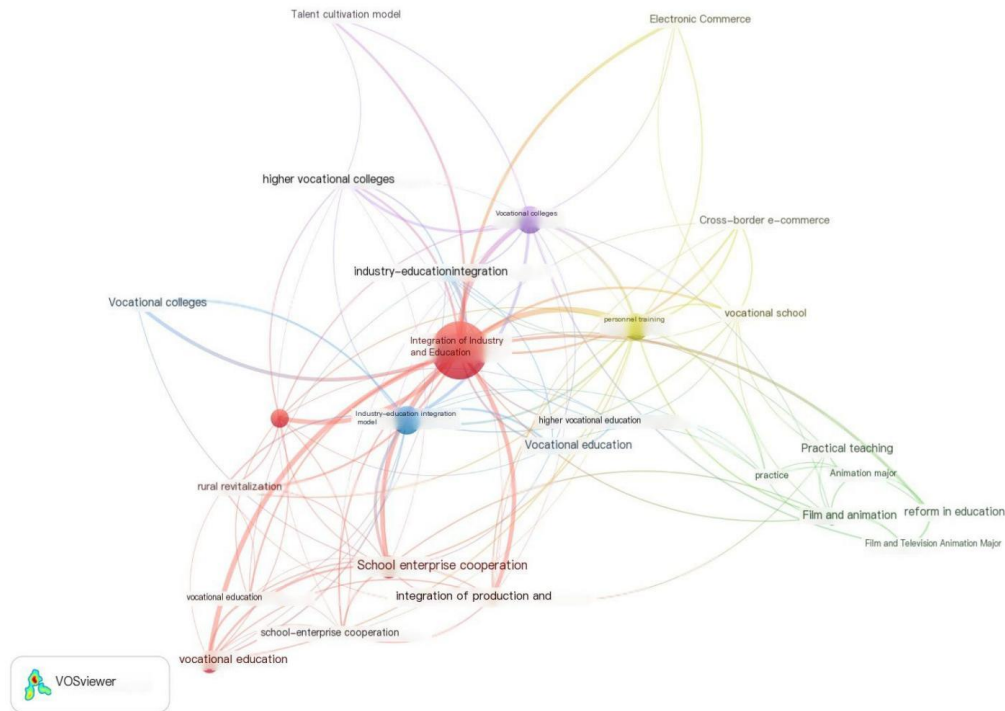 Talent cultivation model
Electronic Commerce
higher vocational colleges
Vocational colleges
Cross-border e-commerce
industry-educationintegration
Vocational colleges
vocational school
personnel training
Integration of Industry
and Education
Industry-education integration
model
higher vocational education
Vocational education
Practical teaching
practice
Animation major
rural revitalization
Film and animation
reform in education
Film and Television Animation Major
School enterprise cooperation
vocational education
integration of production and
school-enterprise cooperation
vocational education
VOSviewer